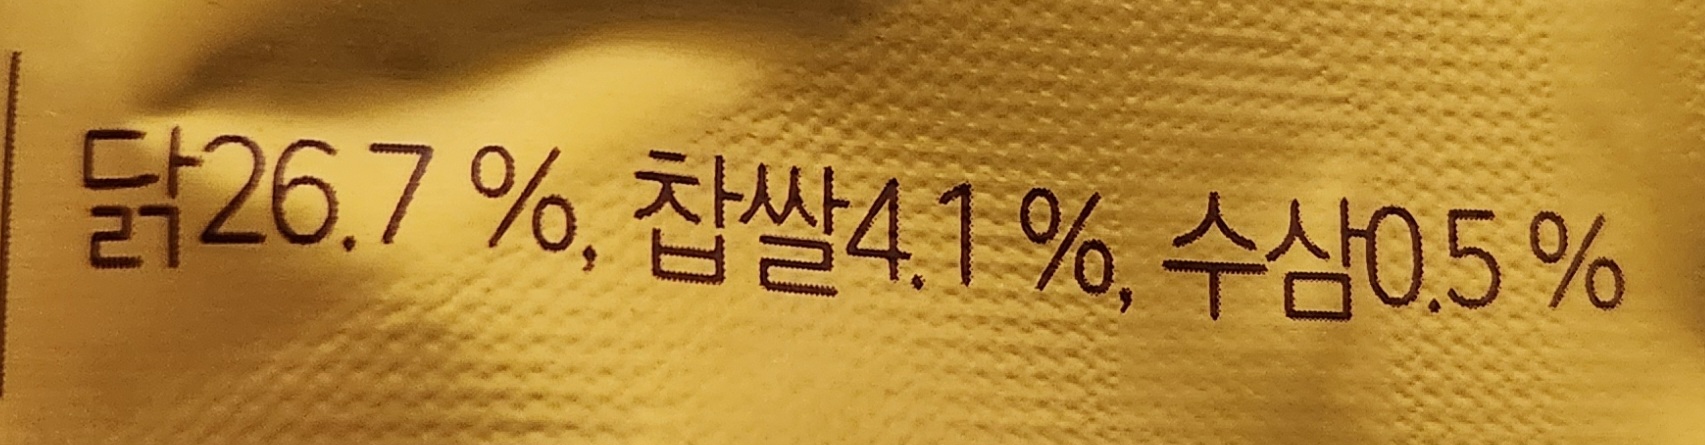 닭26.7 %, 찹쌀4.1 %, 수삼0.5 %